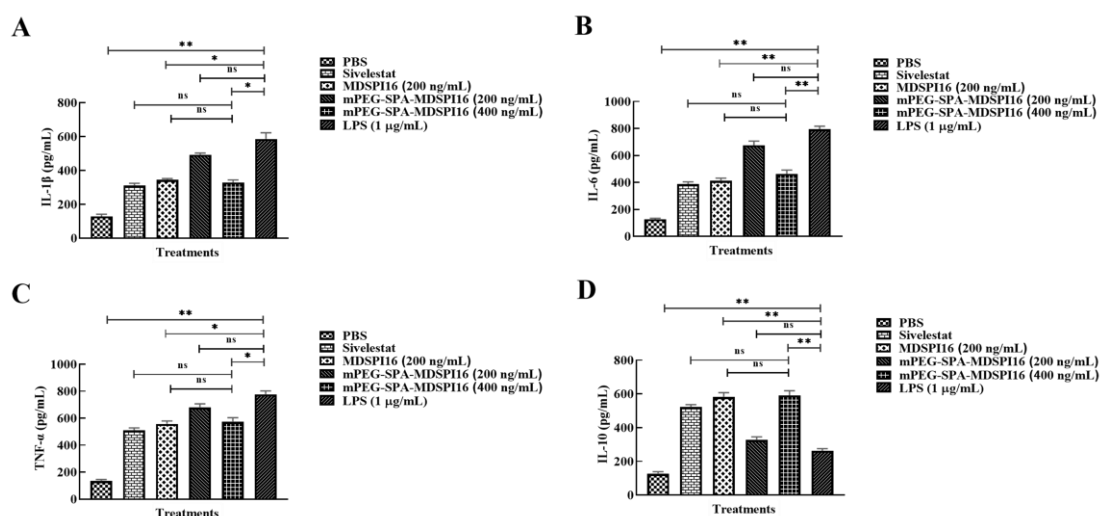 A
**
*
ns
*
ns
ns
PBS
Sivelestat
MDSPI16 (200 ng/mL)
mPEG-SPA-MDSPI16 (200 ng/mL)
mPEG-SPA-MDSPI16 (400 ng/mL)
LPS (1 μg/mL)
800
600
400
200
0
IL-1β (pg/mL)
Treatments
B
**
**
ns
**
ns
ns
PBS
Sivelestat
MDSPI16 (200 ng/mL)
mPEG-SPA-MDSPI16 (200 ng/mL)
mPEG-SPA-MDSPI16 (400 ng/mL)
LPS (1 μg/mL)
1000
800
600
400
200
0
IL-6 (pg/mL)
Treatments
C
**
*
ns
*
ns
ns
PBS
Sivelestat
MDSPI16 (200 ng/mL)
mPEG-SPA-MDSPI16 (200 ng/mL)
mPEG-SPA-MDSPI16 (400 ng/mL)
LPS (1 μg/mL)
1000
800
600
400
200
0
TNF-α (pg/mL)
Treatments
D
**
**
ns
**
ns
ns
PBS
Sivelestat
MDSPI16 (200 ng/mL)
mPEG-SPA-MDSPI16 (200 ng/mL)
mPEG-SPA-MDSPI16 (400 ng/mL)
LPS (1 μg/mL)
800
600
400
200
0
IL-10 (pg/mL)
Treatments